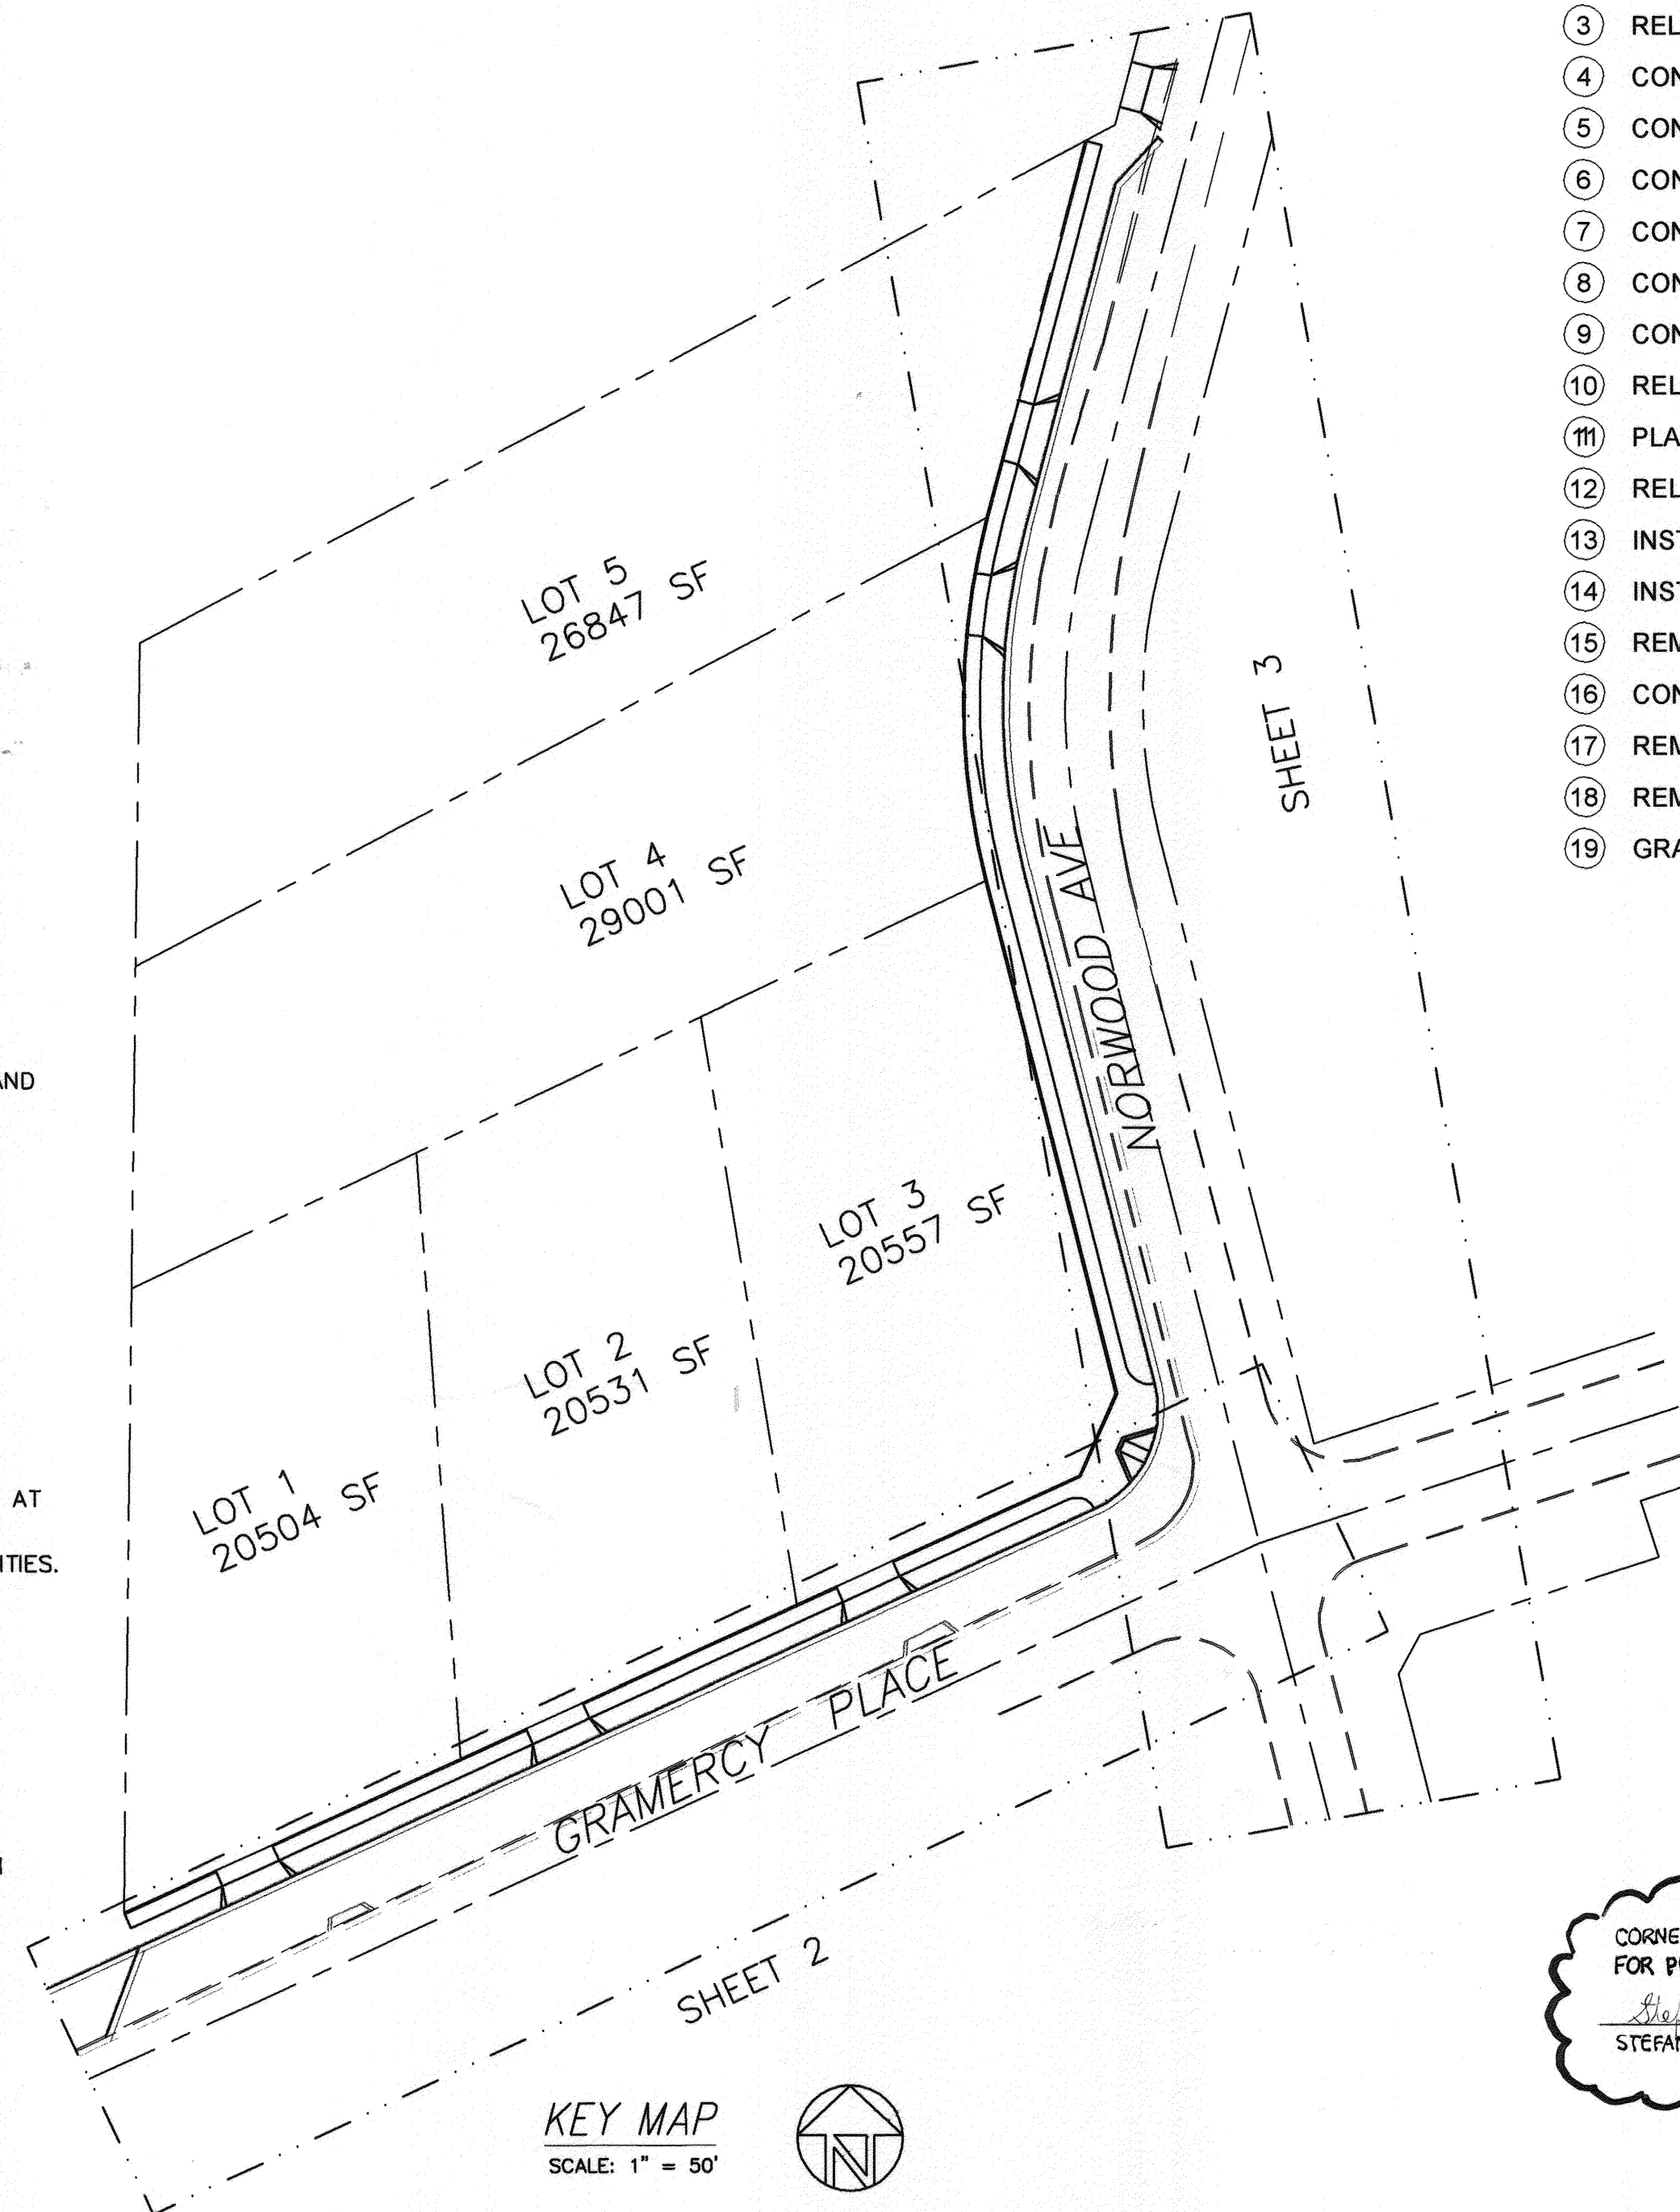 LOT 5
26847 SF
LOT 4
29001 SF
LOT 3
20557 SF
LOT 2
20531 SF
LOT 1
20504 SF
NORWOOD AVE
SHEET 3
GRAMERCY PLACE
SHEET 2
KEY MAP
SCALE: 1" = 50'
N
AND
AT
ITIES.
3 REL
4 CON
5 CON
6 CON
7 CON
8 CON
9 CON
10 REL
11 PLA
12 REL
13 INST
14 INST
15 REM
16 CON
17 REM
18 REM
19 GRA
CORNE
FOR
STEFAN